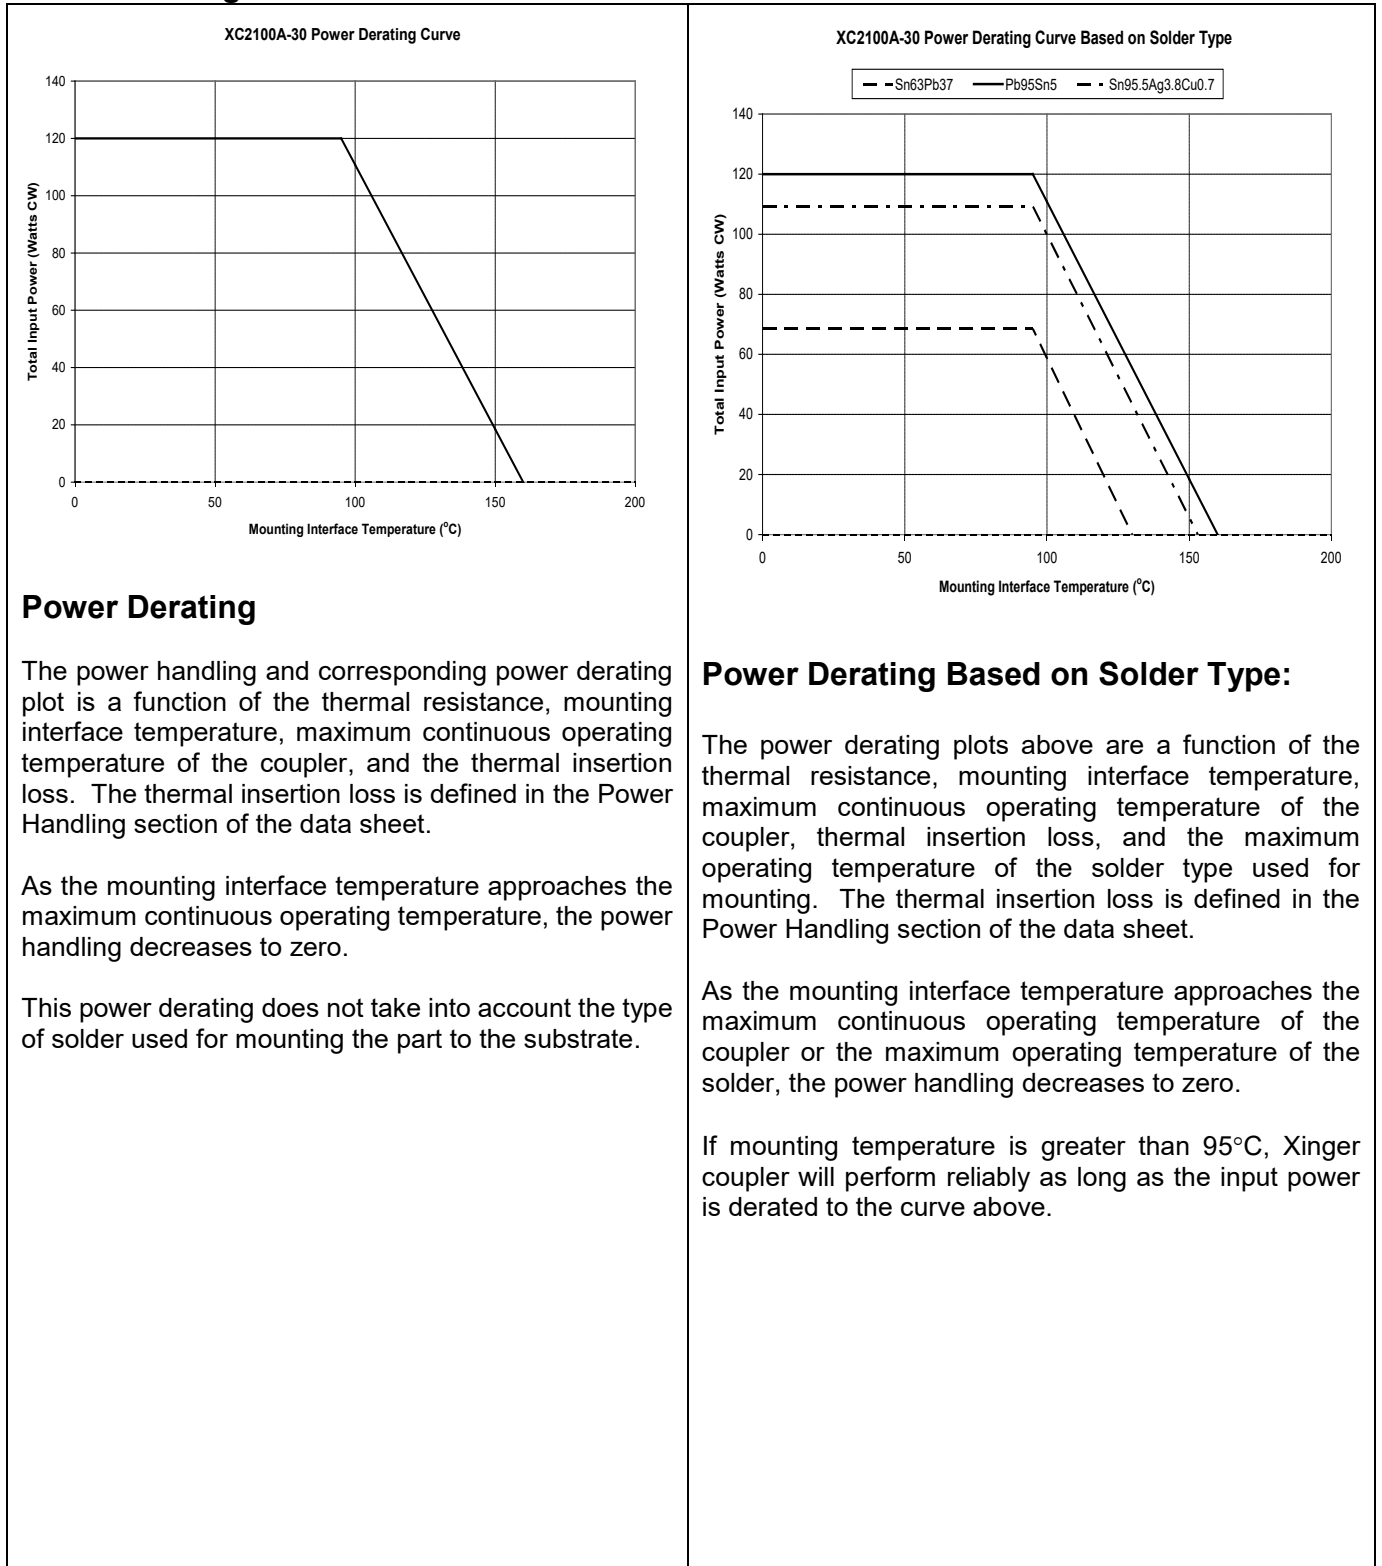 XC2100A-30 Power Derating Curve
140
120
100
80
60
40
20
0
Total Input Power (Watts CW)
0 50 100 150 200
Mounting Interface Temperature (°C)
Power Derating
The power handling and corresponding power derating
plot is a function of the thermal resistance, mounting
interface temperature, maximum continuous operating
temperature of the coupler, and the thermal insertion
loss. The thermal insertion loss is defined in the Power
Handling section of the data sheet.
As the mounting interface temperature approaches the
maximum continuous operating temperature, the power
handling decreases to zero.
This power derating does not take into account the type
of solder used for mounting the part to the substrate.
XC2100A-30 Power Derating Curve Based on Solder Type
Sn63Pb37 Pb95Sn5 Sn95.5Ag3.8Cu0.7
140
120
100
80
60
40
20
0
Total Input Power (Watts CW)
0 50 100 150 200
Mounting Interface Temperature (°C)
Power Derating Based on Solder Type:
The power derating plots above are a function of the
thermal resistance, mounting interface temperature,
maximum continuous operating temperature of the
coupler, thermal insertion loss, and the maximum
operating temperature of the solder type used for
mounting. The thermal insertion loss is defined in the
Power Handling section of the data sheet.
As the mounting interface temperature approaches the
maximum continuous operating temperature of the
coupler or the maximum operating temperature of the
solder, the power handling decreases to zero.
If mounting temperature is greater than 95°C, Xinger
coupler will perform reliably as long as the input power
is derated to the curve above.